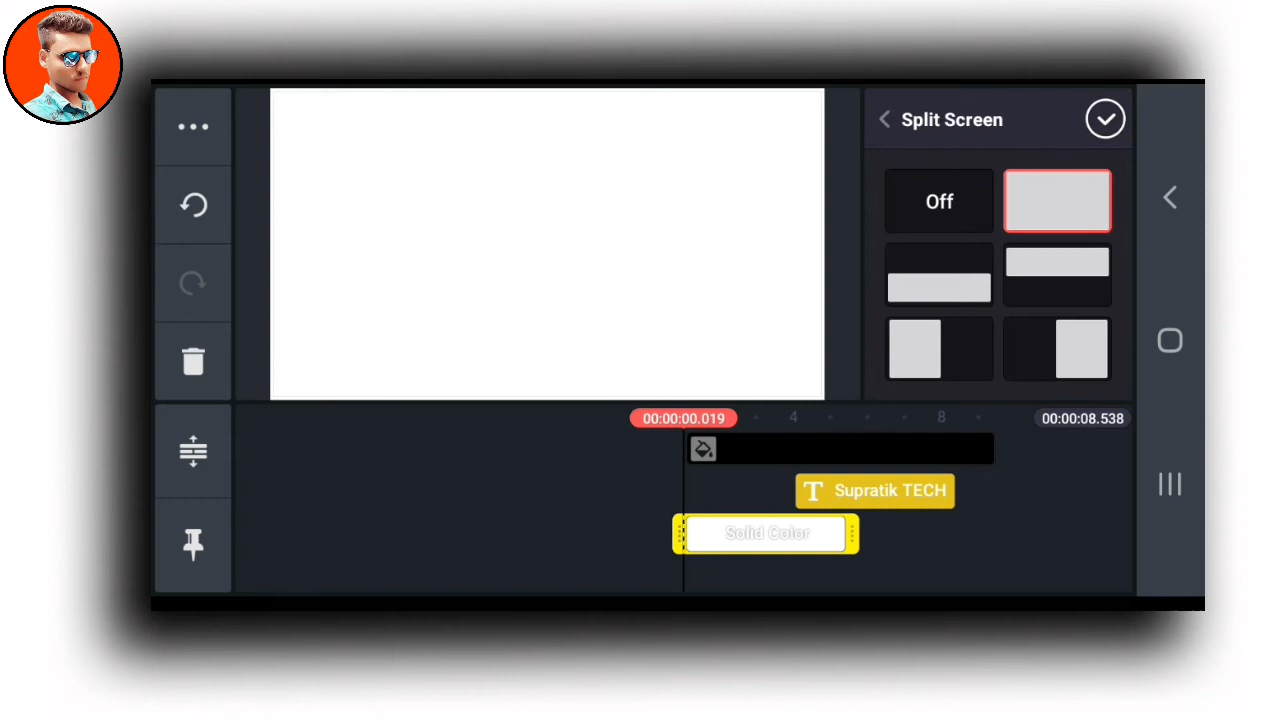 Split Screen
Off
00:00:00.019
4
8
00:00:08.538
T Supratik TECH
Solid Color